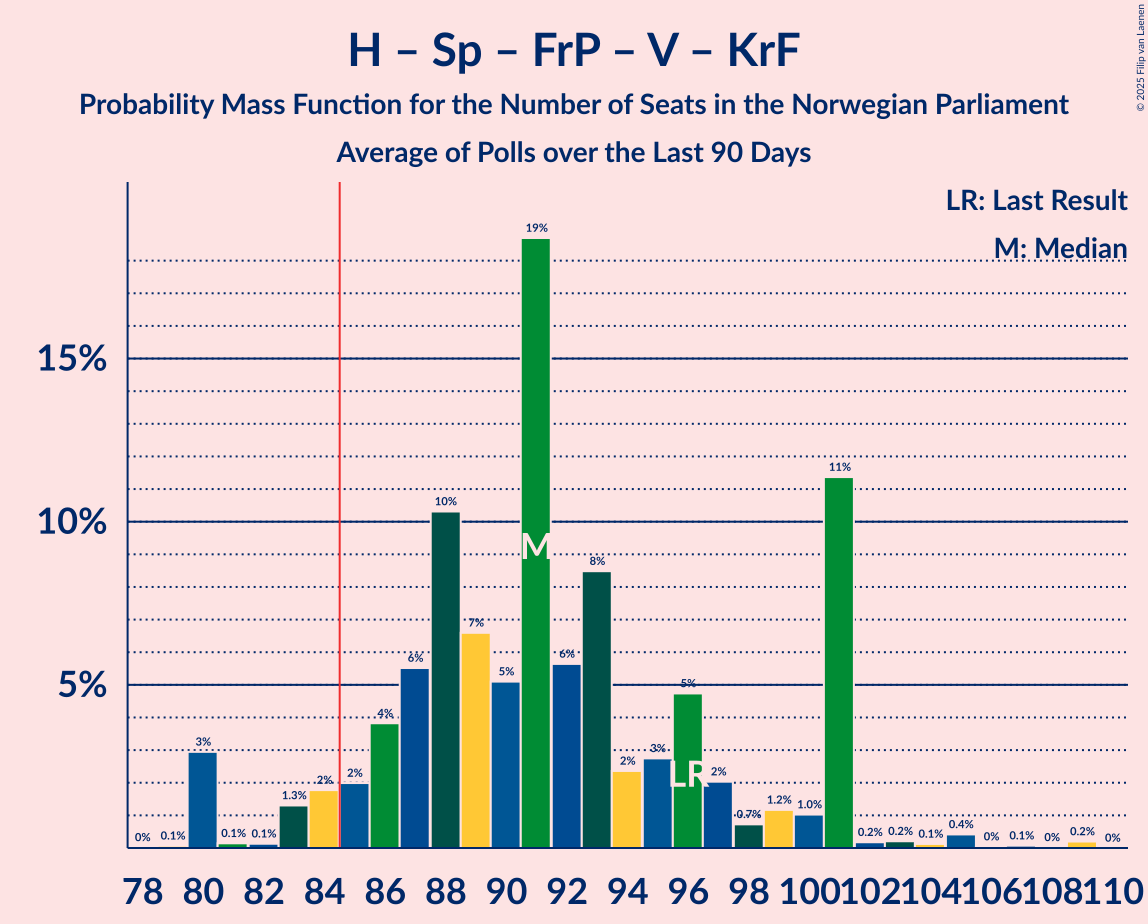 H – Sp – FrP – V – KrF
Probability Mass Function for the Number of Seats in the Norwegian Parliament
Average of Polls over the Last 90 Days
© 2025 Filip van Laenen
LR: Last Result
M: Median
15%
10%
5%
0% 0.1% 3% 0.1% 0.1% 1.3% 2% 2% 4% 6% 10% 7% 5% 19% 6% 8% 2% 3% 5% 2% 0.7% 1.2% 1.0% 11% 0.2% 0.2% 0.1% 0.4% 0% 0.1% 0% 0.2% 0%
M
LR
78 80 82 84 86 88 90 92 94 96 98 100 102 104 106 108 110